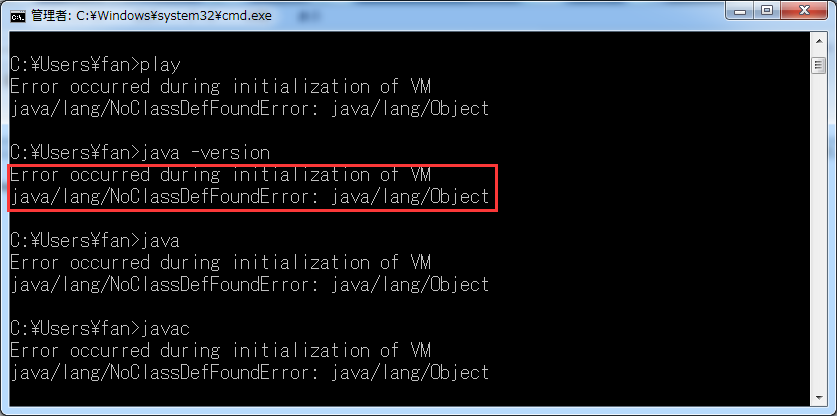 管理者: C:¥Windows¥system32¥cmd.exe
C:¥Users¥fan>play
Error occurred during initialization of VM
java/lang/NoClassDefFoundError: java/lang/Object
C:¥Users¥fan>java -version
Error occurred during initialization of VM
java/lang/NoClassDefFoundError: java/lang/Object
C:¥Users¥fan>java
Error occurred during initialization of VM
java/lang/NoClassDefFoundError: java/lang/Object
C:¥Users¥fan>javac
Error occurred during initialization of VM
java/lang/NoClassDefFoundError: java/lang/Object